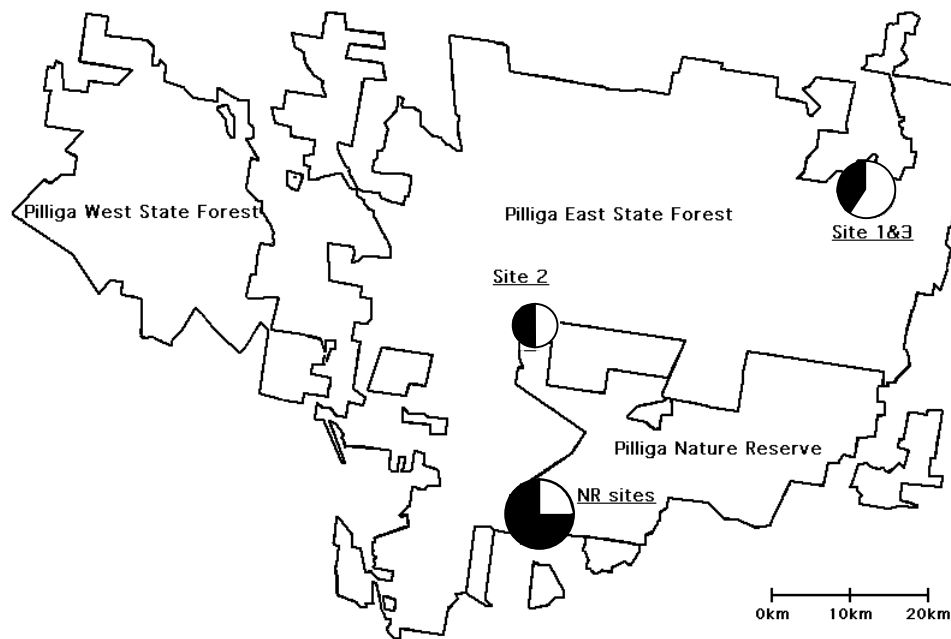 Pilliga West State Forest
Pilliga East State Forest
Site 1&3
Site 2
Pilliga Nature Reserve
NR sites
0km 10km 20km